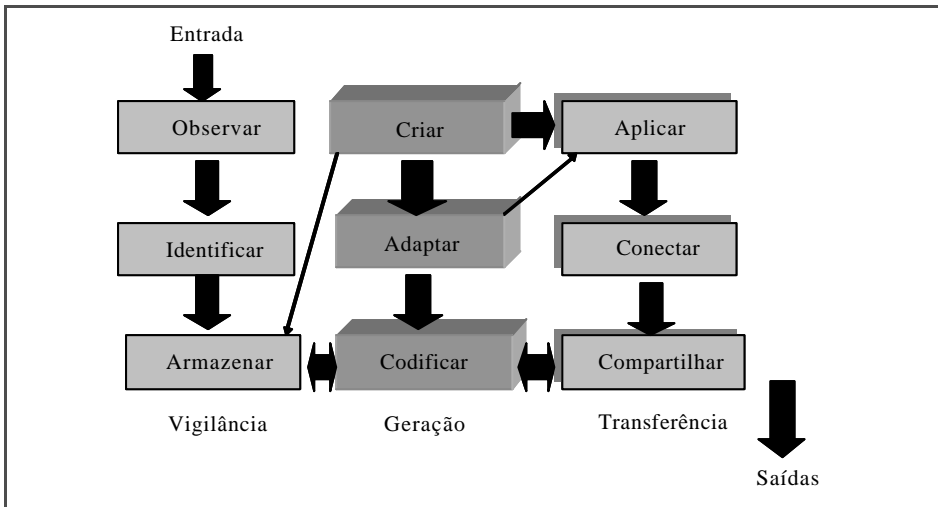 Entrada
Observar
Criar
Aplicar
Identificar
Adaptar
Conectar
Armazenar
Codificar
Compartilhar
Vigilância
Geração
Transferência
Saídas